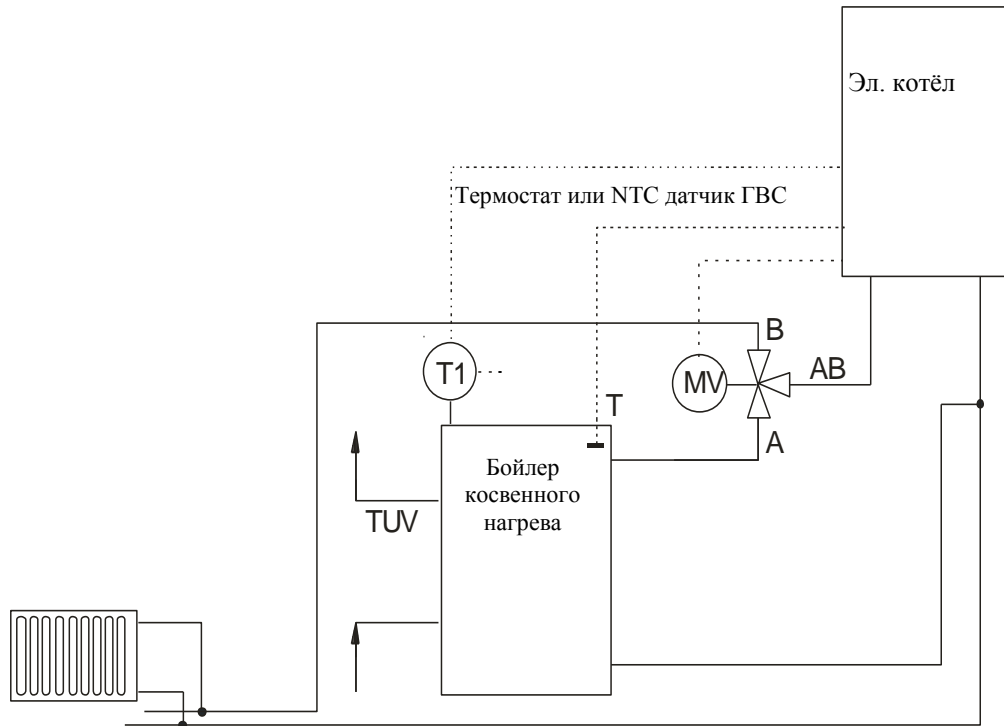 Эл. котёл
Термостат или NTC датчик ГВС
B
T1
MV
AB
T
A
Бойлер
косвенного
нагрева
TUV